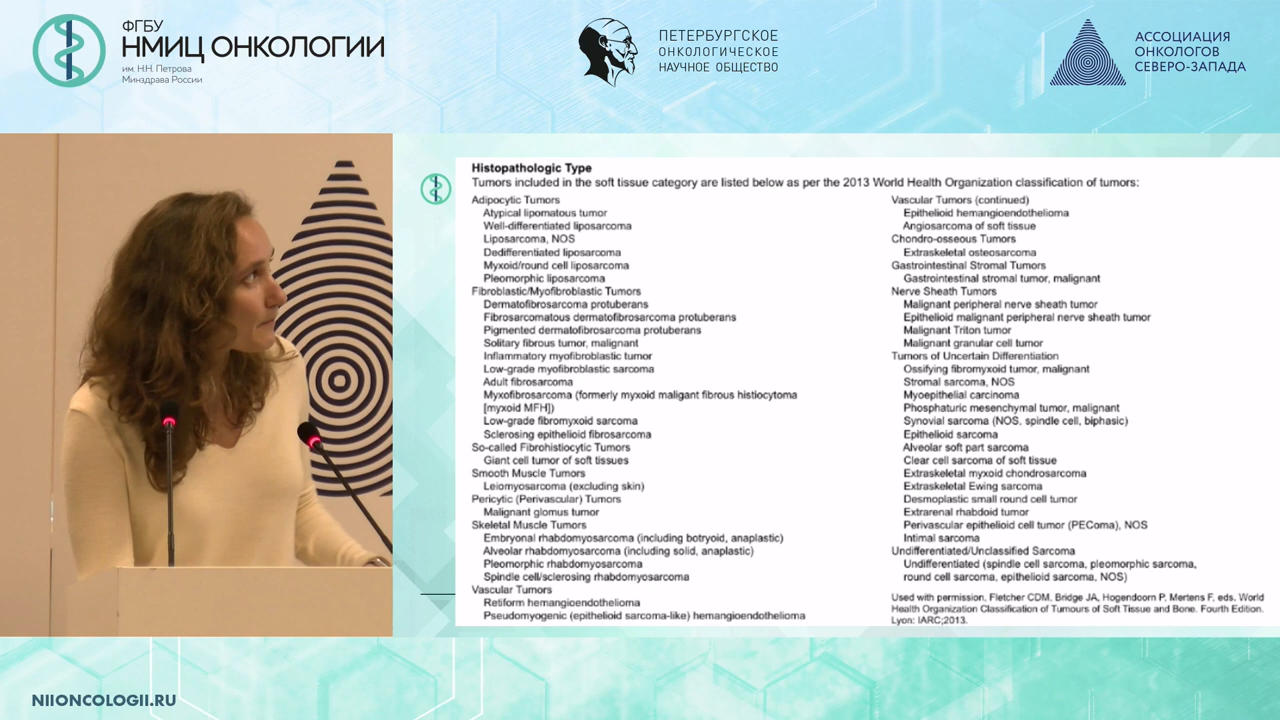 ФГБУ
НМИЦ ОНКОЛОГИИ
им. Н.Н. Петрова
Минздрава России
ПЕТЕРБУРГСКОЕ
ОНКОЛОГИЧЕСКОЕ
НАУЧНОЕ ОБЩЕСТВО
АССОЦИАЦИЯ
ОНКОЛОГОВ
СЕВЕРО-ЗАПАДА
Histopathologic Type
Tumors included in the soft tissue category are listed below as per the 2013 World Health Organization classification of tumors:
Adipocytic Tumors
Atypical lipomatous tumor
Well-differentiated liposarcoma
Liposarcoma, NOS
Dedifferentiated liposarcoma
Myxoid/round cell liposarcoma
Pleomorphic liposarcoma
Fibroblastic/Myofibroblastic Tumors
Dermatofibrosarcoma protuberans
Fibrosarcomatous dermatofibrosarcoma protuberans
Pigmented dermatofibrosarcoma protuberans
Solitary fibrous tumor, malignant
Inflammatory myofibroblastic tumor
Low-grade myofibroblastic sarcoma
Adult fibrosarcoma
Myxofibrosarcoma (formerly myxoid maligant fibrous histiocytoma
[myxoid MFH])
Low-grade fibromyxoid sarcoma
Sclerosing epithelioid fibrosarcoma
So-called Fibrohistiocytic Tumors
Giant cell tumor of soft tissues
Smooth Muscle Tumors
Leiomyosarcoma (excluding skin)
Pericytic (Perivascular) Tumors
Malignant glomus tumor
Skeletal Muscle Tumors
Embryonal rhabdomyosarcoma (including botryoid, anaplastic)
Alveolar rhabdomyosarcoma (including solid, anaplastic)
Pleomorphic rhabdomyosarcoma
Spindle cell/sclerosing rhabdomyosarcoma
Vascular Tumors
Retiform hemangioendothelioma
Pseudomyogenic (epithelioid sarcoma-like) hemangioendothelioma
Vascular Tumors (continued)
Epithelioid hemangioendothelioma
Angiosarcoma of soft tissue
Chondro-osseous Tumors
Extraskeletal osteosarcoma
Gastrointestinal Stromal Tumors
Gastrointestinal stromal tumor, malignant
Nerve Sheath Tumors
Malignant peripheral nerve sheath tumor
Epithelioid malignant peripheral nerve sheath tumor
Malignant Triton tumor
Malignant granular cell tumor
Tumors of Uncertain Differentiation
Ossifying fibromyxoid tumor, malignant
Stromal sarcoma, NOS
Myoepithelial carcinoma
Phosphaturic mesenchymal tumor, malignant
Synovial sarcoma (NOS, spindle cell, biphasic)
Epithelioid sarcoma
Alveolar soft part sarcoma
Clear cell sarcoma of soft tissue
Extraskeletal myxoid chondrosarcoma
Extraskeletal Ewing sarcoma
Desmoplastic small round cell tumor
Extrarenal rhabdoid tumor
Perivascular epithelioid cell tumor (PEComa), NOS
Intimal sarcoma
Undifferentiated/Unclassified Sarcoma
Undifferentiated (spindle cell sarcoma, pleomorphic sarcoma,
round cell sarcoma, epithelioid sarcoma, NOS)
Used with permission. Fletcher CDM, Bridge JA, Hogendoorn P, Mertens F, eds. World
Health Organization Classification of Tumours of Soft Tissue and Bone. Fourth Edition.
Lyon: IARC;2013.
NIIONCOLOGII.RU